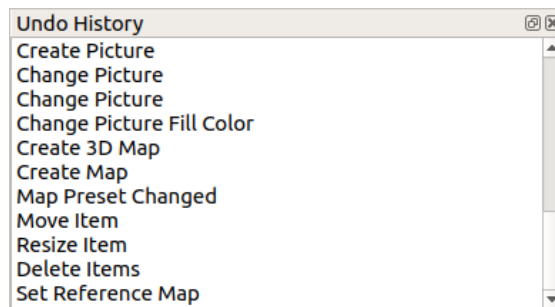 Undo History
Create Picture
Change Picture
Change Picture
Change Picture Fill Color
Create 3D Map
Create Map
Map Preset Changed
Move Item
Resize Item
Delete Items
Set Reference Map